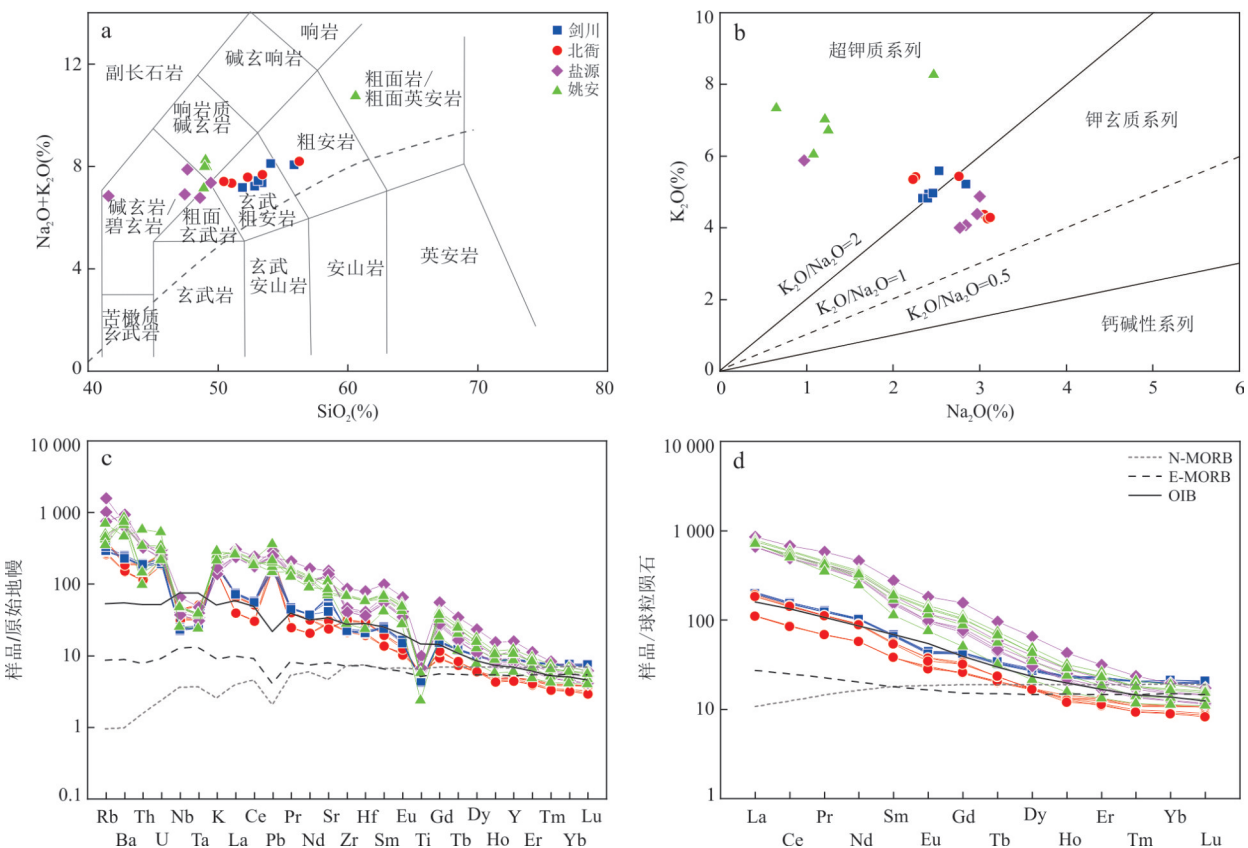 a
剑川
北衙
盐源
姚安
响岩
碱玄响岩
副长石岩
粗面岩/
粗面英安岩
响岩质
碱玄岩
粗安岩
碱玄岩/
碧玄岩
粗面
玄武岩
玄武
粗安岩
苦橄质
玄武岩
玄武岩
玄武
安山岩
安山岩
英安岩
12
8
4
0
40
50
60
70
80
Na₂O+K₂O(%)
SiO₂(%)
b
超钾质系列
钾玄质系列
钙碱性系列
K₂O/Na₂O=2
K₂O/Na₂O=1
K₂O/Na₂O=0.5
10
8
6
4
2
0
0
1
2
3
4
5
6
K₂O(%)
Na₂O(%)
c
10 000
1 000
100
10
1
0.1
样品/原始地幔
Rb Th Nb K Ce Pr Sr Hf Eu Gd Dy Y Tm Lu
Ba U Ta La Pb Nd Zr Sm Ti Tb Ho Er Yb
d
N-MORB
E-MORB
OIB
10 000
1 000
100
10
1
样品/球粒陨石
La Pr Sm Gd Dy Er Yb
Ce Nd Eu Tb Ho Tm Lu